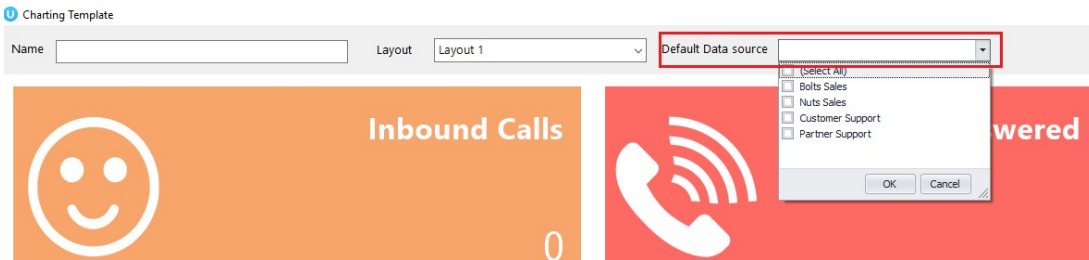 Charting Template
Name Layout Layout 1 Default Data source
(Select All)
Bolts Sales
Nuts Sales
Customer Support
Partner Support
OK Cancel
Inbound Calls
0
wered